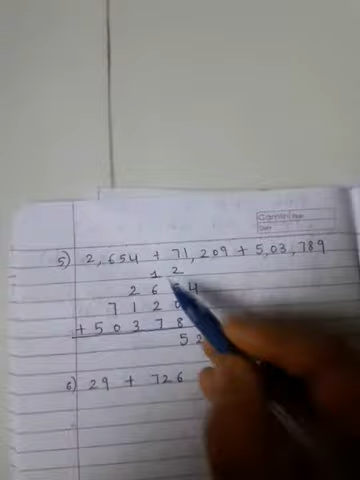 5) 2,654 + 71,209 + 5,03,789
1 2
2 6 5 4
7 1 2 0
+ 5 0 3 7 8
5 2
6) 29 + 726